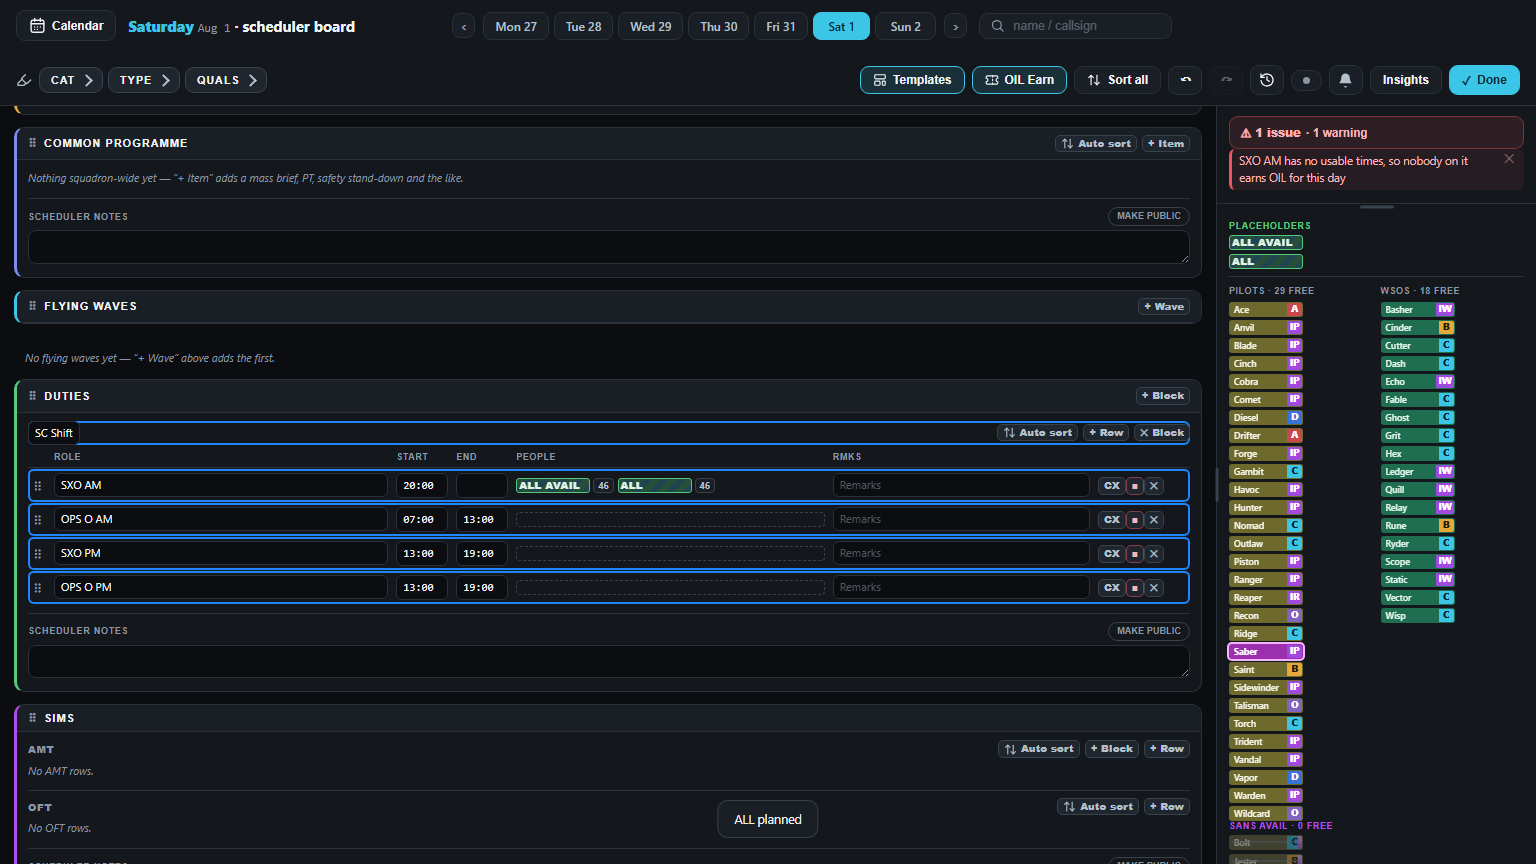 Calendar
Saturday Aug 1 · scheduler board
‹
Mon 27
Tue 28
Wed 29
Thu 30
Fri 31
Sat 1
Sun 2
›
name / callsign
CAT
TYPE
QUALS
Templates
OIL Earn
Sort all
Insights
✓ Done
COMMON PROGRAMME
Auto sort
+ Item
Nothing squadron-wide yet — "+ Item" adds a mass brief, PT, safety stand-down and the like.
SCHEDULER NOTES
MAKE PUBLIC
FLYING WAVES
+ Wave
No flying waves yet — "+ Wave" above adds the first.
DUTIES
+ Block
SC Shift
Auto sort
+ Row
✕ Block
ROLE START END PEOPLE RMKS
SXO AM 20:00 ALL AVAIL 46 ALL 46 Remarks CX ✕
OPS O AM 07:00 13:00 Remarks CX ✕
SXO PM 13:00 19:00 Remarks CX ✕
OPS O PM 13:00 19:00 Remarks CX ✕
SCHEDULER NOTES
MAKE PUBLIC
SIMS
AMT
Auto sort
+ Block
+ Row
No AMT rows.
OFT
Auto sort
+ Row
No OFT rows.
ALL planned
⚠ 1 issue · 1 warning
SXO AM has no usable times, so nobody on it
earns OIL for this day
PLACEHOLDERS
ALL AVAIL
ALL
PILOTS · 29 FREE
Ace A
Anvil IP
Blade IP
Cinch IP
Cobra IP
Comet IP
Diesel D
Drifter A
Forge IP
Gambit C
Havoc IP
Hunter IP
Nomad C
Outlaw C
Piston IP
Ranger IP
Reaper IR
Recon O
Ridge C
Saber IP
Saint B
Sidewinder IP
Talisman O
Torch C
Trident IP
Vandal IP
Vapor D
Warden IP
Wildcard O
WSOS · 18 FREE
Basher IW
Cinder B
Cutter C
Dash C
Echo IW
Fable C
Ghost C
Grit C
Hex C
Ledger IW
Quill IW
Relay IW
Rune B
Ryder C
Scope IW
Static IW
Vector C
Wisp C
SANS AVAIL · 0 FREE
Bolt C